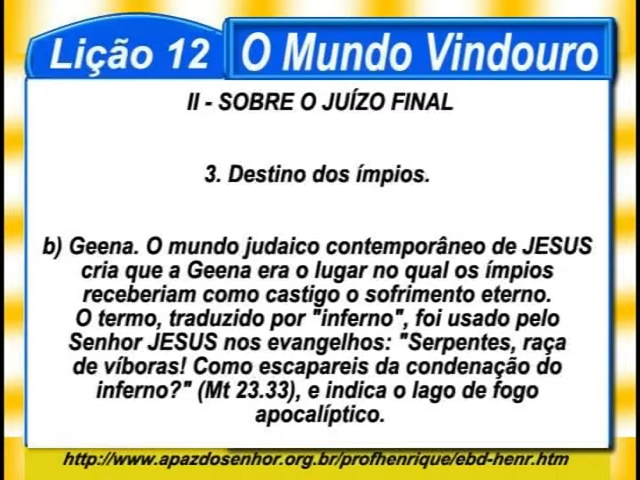 Lição 12
O Mundo Vindouro
II - SOBRE O JUÍZO FINAL
3. Destino dos ímpios.
b) Geena. O mundo judaico contemporâneo de JESUS
cria que a Geena era o lugar no qual os ímpios
receberiam como castigo o sofrimento eterno.
O termo, traduzido por "inferno", foi usado pelo
Senhor JESUS nos evangelhos: "Serpentes, raça
de víboras! Como escapareis da condenação do
inferno?" (Mt 23.33), e indica o lago de fogo
apocalíptico.
http://www.apazdosenhor.org.br/profhenrique/ebd-henr.htm